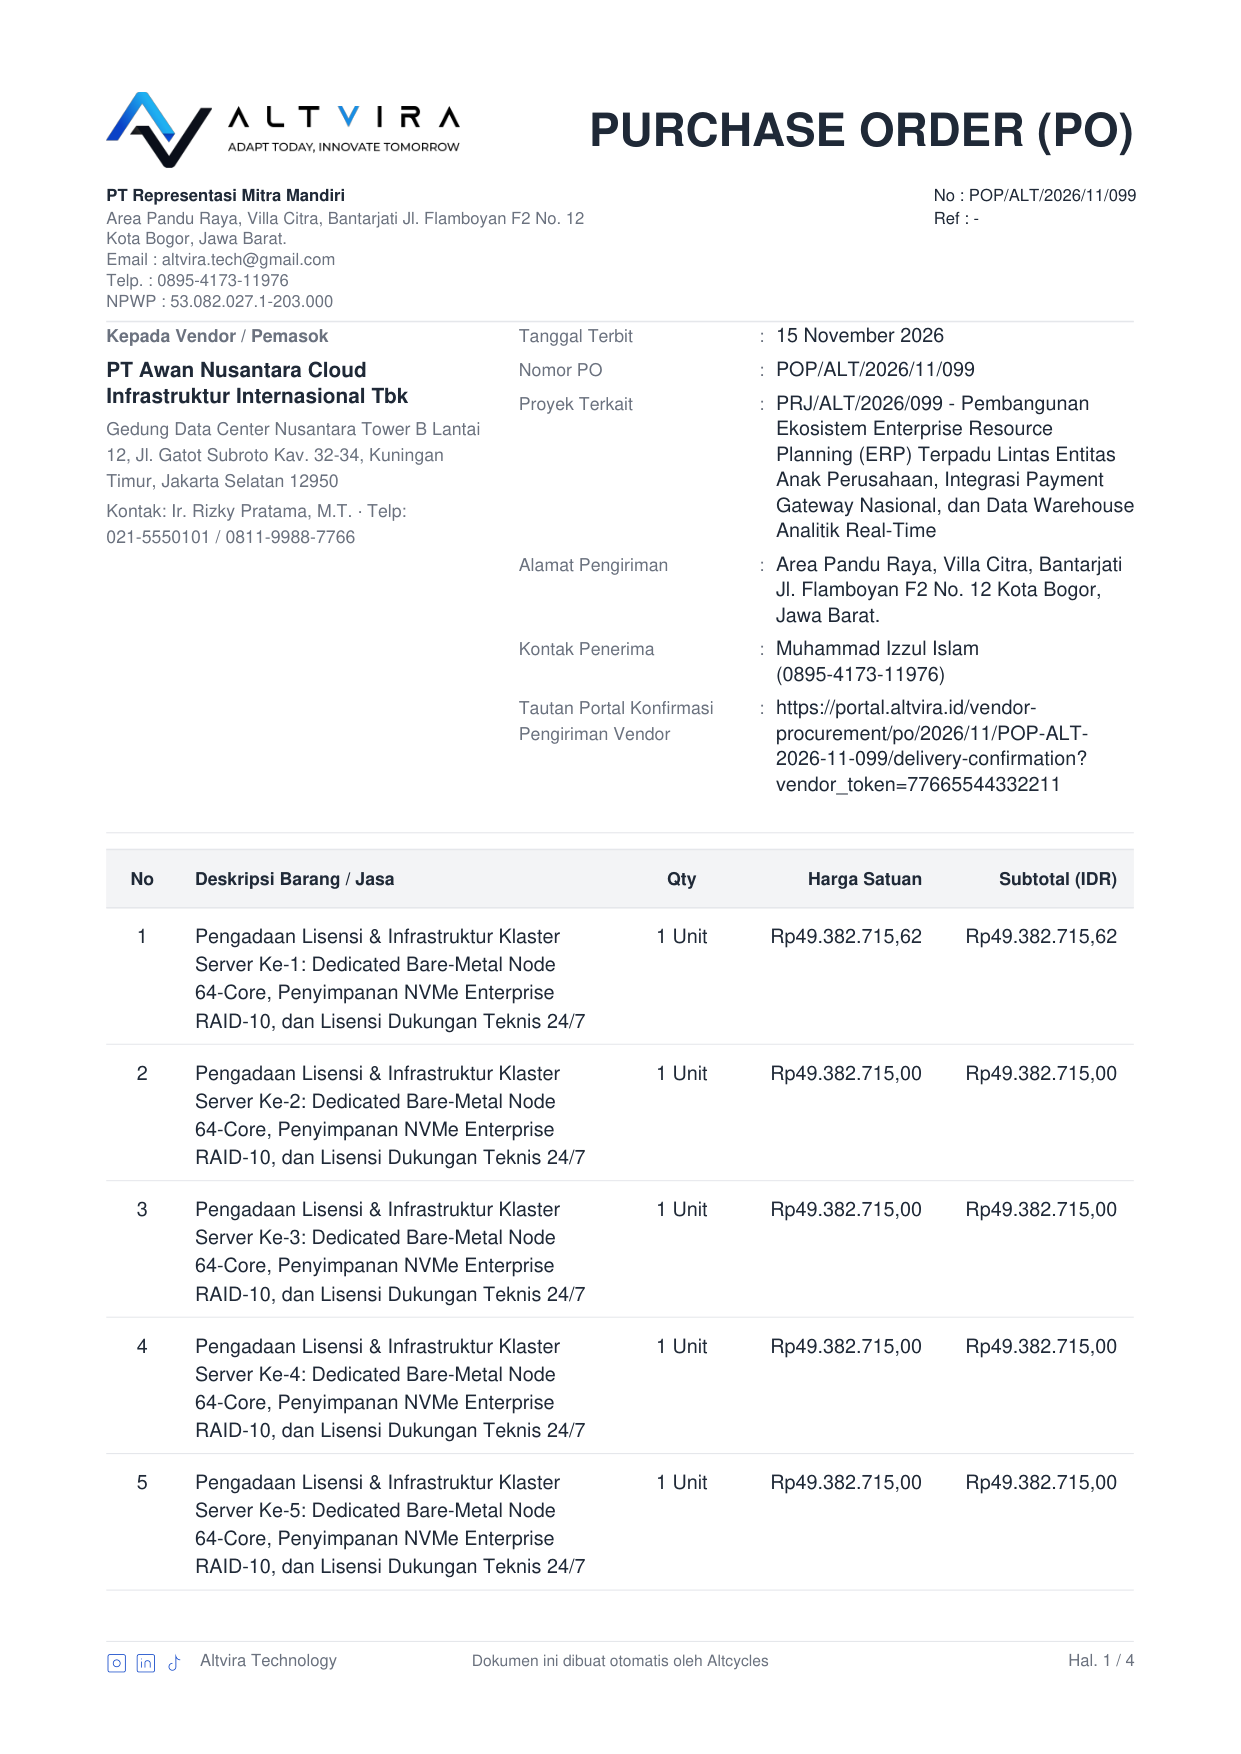 ALTVIRA
ADAPT TODAY, INNOVATE TOMORROW
PURCHASE ORDER (PO)
PT Representasi Mitra Mandiri
Area Pandu Raya, Villa Citra, Bantarjati Jl. Flamboyan F2 No. 12
Kota Bogor, Jawa Barat.
Email : altvira.tech@gmail.com
Telp. : 0895-4173-11976
NPWP : 53.082.027.1-203.000
No : POP/ALT/2026/11/099
Ref : -
Kepada Vendor / Pemasok
PT Awan Nusantara Cloud
Infrastruktur Internasional Tbk
Gedung Data Center Nusantara Tower B Lantai
12, Jl. Gatot Subroto Kav. 32-34, Kuningan
Timur, Jakarta Selatan 12950
Kontak: Ir. Rizky Pratama, M.T. · Telp:
021-5550101 / 0811-9988-7766
Tanggal Terbit : 15 November 2026
Nomor PO : POP/ALT/2026/11/099
Proyek Terkait : PRJ/ALT/2026/099 - Pembangunan
Ekosistem Enterprise Resource
Planning (ERP) Terpadu Lintas Entitas
Anak Perusahaan, Integrasi Payment
Gateway Nasional, dan Data Warehouse
Analitik Real-Time
Alamat Pengiriman : Area Pandu Raya, Villa Citra, Bantarjati
Jl. Flamboyan F2 No. 12 Kota Bogor,
Jawa Barat.
Kontak Penerima : Muhammad Izzul Islam
(0895-4173-11976)
Tautan Portal Konfirmasi : https://portal.altvira.id/vendor-
Pengiriman Vendor procurement/po/2026/11/POP-ALT-
2026-11-099/delivery-confirmation?
vendor_token=77665544332211
No Deskripsi Barang / Jasa Qty Harga Satuan Subtotal (IDR)
1 Pengadaan Lisensi & Infrastruktur Klaster 1 Unit Rp49.382.715,62 Rp49.382.715,62
Server Ke-1: Dedicated Bare-Metal Node
64-Core, Penyimpanan NVMe Enterprise
RAID-10, dan Lisensi Dukungan Teknis 24/7
2 Pengadaan Lisensi & Infrastruktur Klaster 1 Unit Rp49.382.715,00 Rp49.382.715,00
Server Ke-2: Dedicated Bare-Metal Node
64-Core, Penyimpanan NVMe Enterprise
RAID-10, dan Lisensi Dukungan Teknis 24/7
3 Pengadaan Lisensi & Infrastruktur Klaster 1 Unit Rp49.382.715,00 Rp49.382.715,00
Server Ke-3: Dedicated Bare-Metal Node
64-Core, Penyimpanan NVMe Enterprise
RAID-10, dan Lisensi Dukungan Teknis 24/7
4 Pengadaan Lisensi & Infrastruktur Klaster 1 Unit Rp49.382.715,00 Rp49.382.715,00
Server Ke-4: Dedicated Bare-Metal Node
64-Core, Penyimpanan NVMe Enterprise
RAID-10, dan Lisensi Dukungan Teknis 24/7
5 Pengadaan Lisensi & Infrastruktur Klaster 1 Unit Rp49.382.715,00 Rp49.382.715,00
Server Ke-5: Dedicated Bare-Metal Node
64-Core, Penyimpanan NVMe Enterprise
RAID-10, dan Lisensi Dukungan Teknis 24/7
Altvira Technology Dokumen ini dibuat otomatis oleh Altcycles Hal. 1 / 4